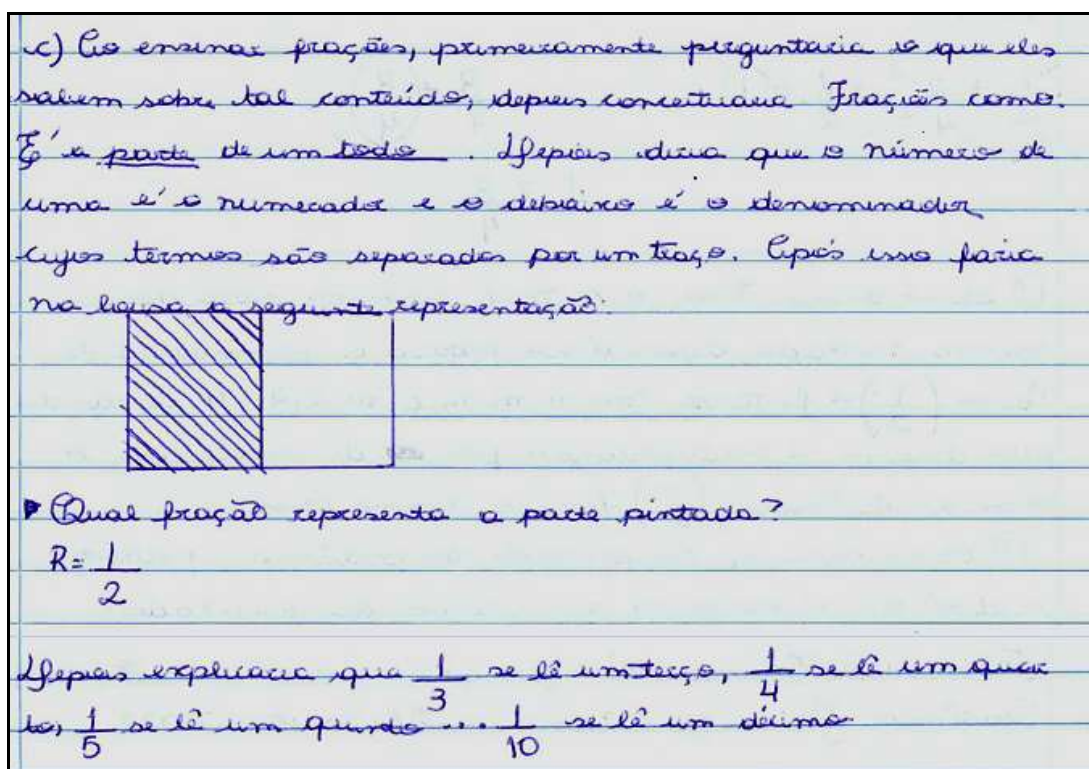 c) Ao ensinar frações, primeiramente perguntaria o que eles
sabem sobre tal conteúdo, depois conceituaria Frações como:
É a parte de um todo. Depois diria que o número de
uma é o numerador e o debaixo é o denominador
cujos termos são separados por um traço. Após isso faria
na lousa a seguinte representação:
Qual fração representa a parte pintada?
R= 1/2
Depois explicaria que 1/3 se lê um terço, 1/4 se lê um quar
to, 1/5 se lê um quinto ... 1/10 se lê um décimo